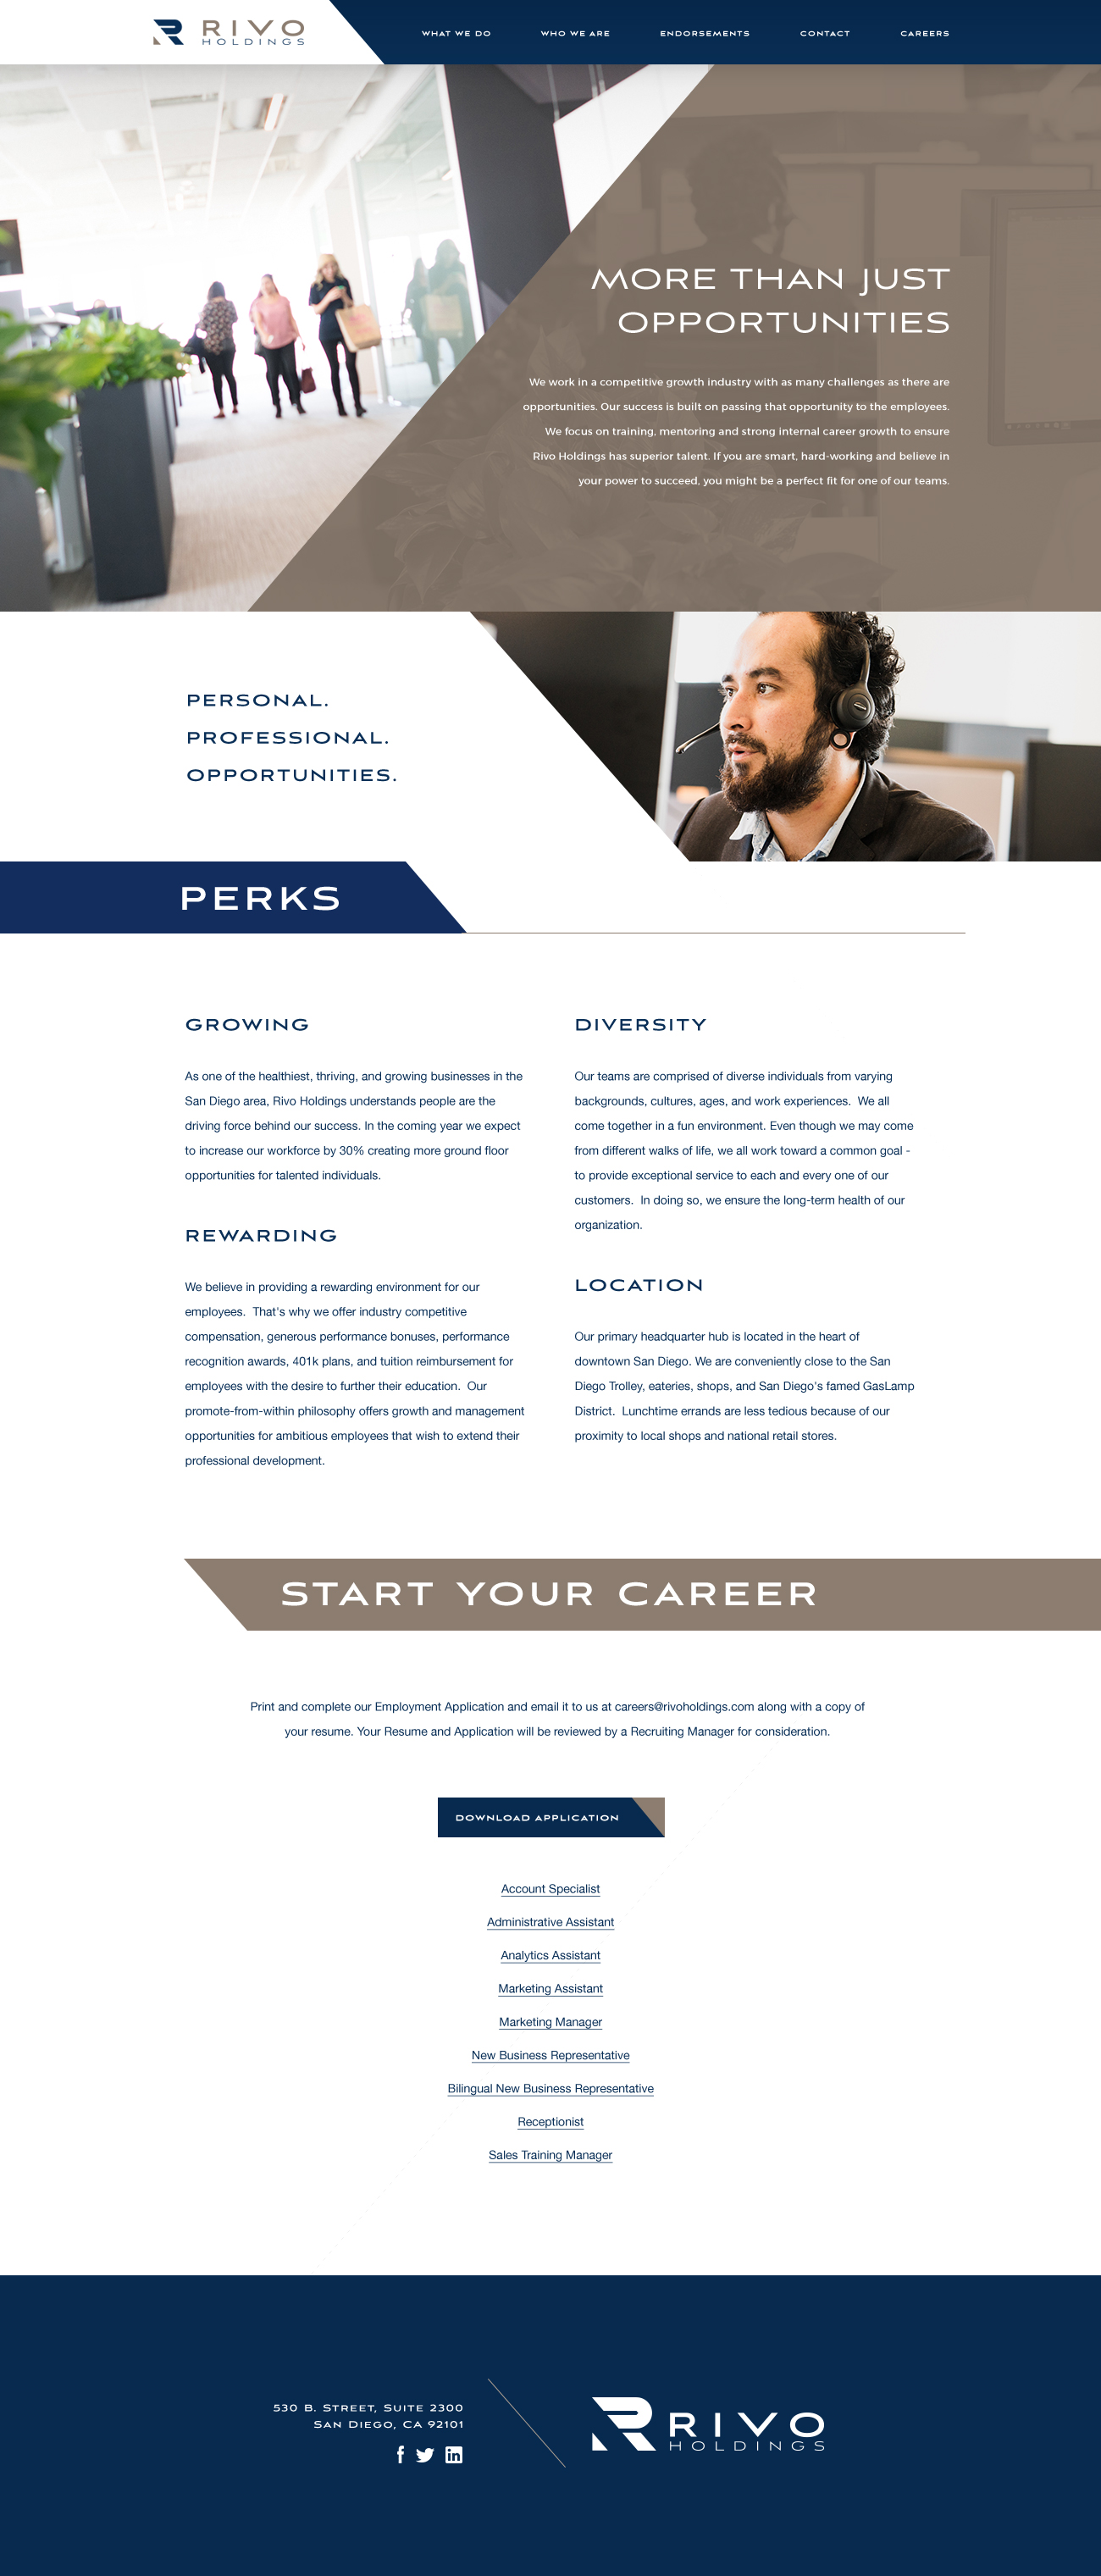 RIVO
HOLDINGS
WHAT WE DO
WHO WE ARE
ENDORSEMENTS
CONTACT
CAREERS
MORE THAN JUST
OPPORTUNITIES
We work in a competitive growth industry with as many challenges as there are
opportunities. Our success is built on passing that opportunity to the employees.
We focus on training, mentoring and strong internal career growth to ensure
Rivo Holdings has superior talent. If you are smart, hard-working and believe in
your power to succeed, you might be a perfect fit for one of our teams.
PERSONAL.
PROFESSIONAL.
OPPORTUNITIES.
PERKS
GROWING
As one of the healthiest, thriving, and growing businesses in the
San Diego area, Rivo Holdings understands people are the
driving force behind our success. In the coming year we expect
to increase our workforce by 30% creating more ground floor
opportunities for talented individuals.
REWARDING
We believe in providing a rewarding environment for our
employees.  That's why we offer industry competitive
compensation, generous performance bonuses, performance
recognition awards, 401k plans, and tuition reimbursement for
employees with the desire to further their education.  Our
promote-from-within philosophy offers growth and management
opportunities for ambitious employees that wish to extend their
professional development.
DIVERSITY
Our teams are comprised of diverse individuals from varying
backgrounds, cultures, ages, and work experiences.  We all
come together in a fun environment. Even though we may come
from different walks of life, we all work toward a common goal -
to provide exceptional service to each and every one of our
customers.  In doing so, we ensure the long-term health of our
organization.
LOCATION
Our primary headquarter hub is located in the heart of
downtown San Diego. We are conveniently close to the San
Diego Trolley, eateries, shops, and San Diego's famed GasLamp
District.  Lunchtime errands are less tedious because of our
proximity to local shops and national retail stores.
START YOUR CAREER
Print and complete our Employment Application and email it to us at careers@rivoholdings.com along with a copy of
your resume. Your Resume and Application will be reviewed by a Recruiting Manager for consideration.
DOWNLOAD APPLICATION
Account Specialist
Administrative Assistant
Analytics Assistant
Marketing Assistant
Marketing Manager
New Business Representative
Bilingual New Business Representative
Receptionist
Sales Training Manager
530 B. Street, Suite 2300
San Diego, CA 92101
RIVO
HOLDINGS